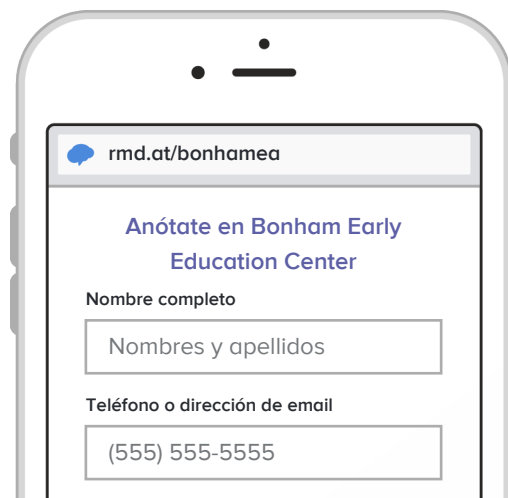 rmd.at/bonhamea
Anótate en Bonham Early
Education Center
Nombre completo
Nombres y apellidos
Teléfono o dirección de email
(555) 555-5555